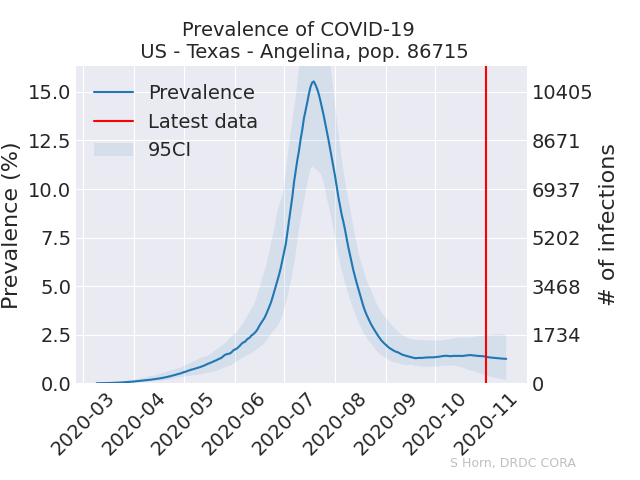 Prevalence of COVID-19
US - Texas - Angelina, pop. 86715
Prevalence
Latest data
95CI
Prevalence (%)
15.0
12.5
10.0
7.5
5.0
2.5
0.0
10405
8671
6937
5202
3468
1734
0
# of infections
2020-03
2020-04
2020-05
2020-06
2020-07
2020-08
2020-09
2020-10
2020-11
S Horn, DRDC CORA